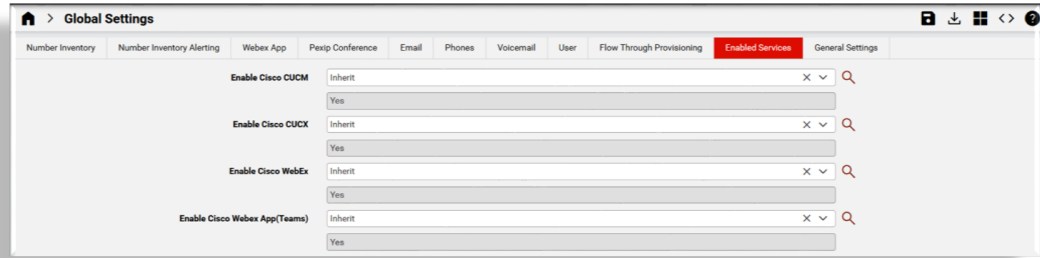 > Global Settings
Number Inventory Number Inventory Alerting Webex App Pexip Conference Email Phones Voicemail User Flow Through Provisioning Enabled Services General Settings
Enable Cisco CUCM Inherit
Yes
Enable Cisco CUCX Inherit
Yes
Enable Cisco WebEx Inherit
Yes
Enable Cisco Webex App(Teams) Inherit
Yes